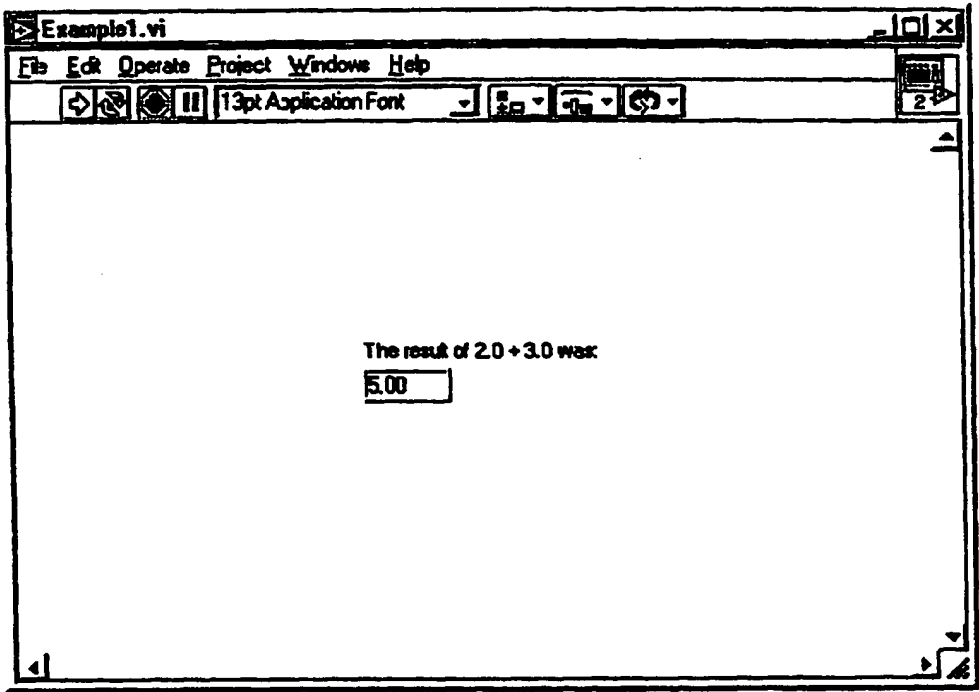 Example1.vi
File Edit Operate Project Windows Help
13pt Application Font
2
The result of 2.0 + 3.0 was:
5.00